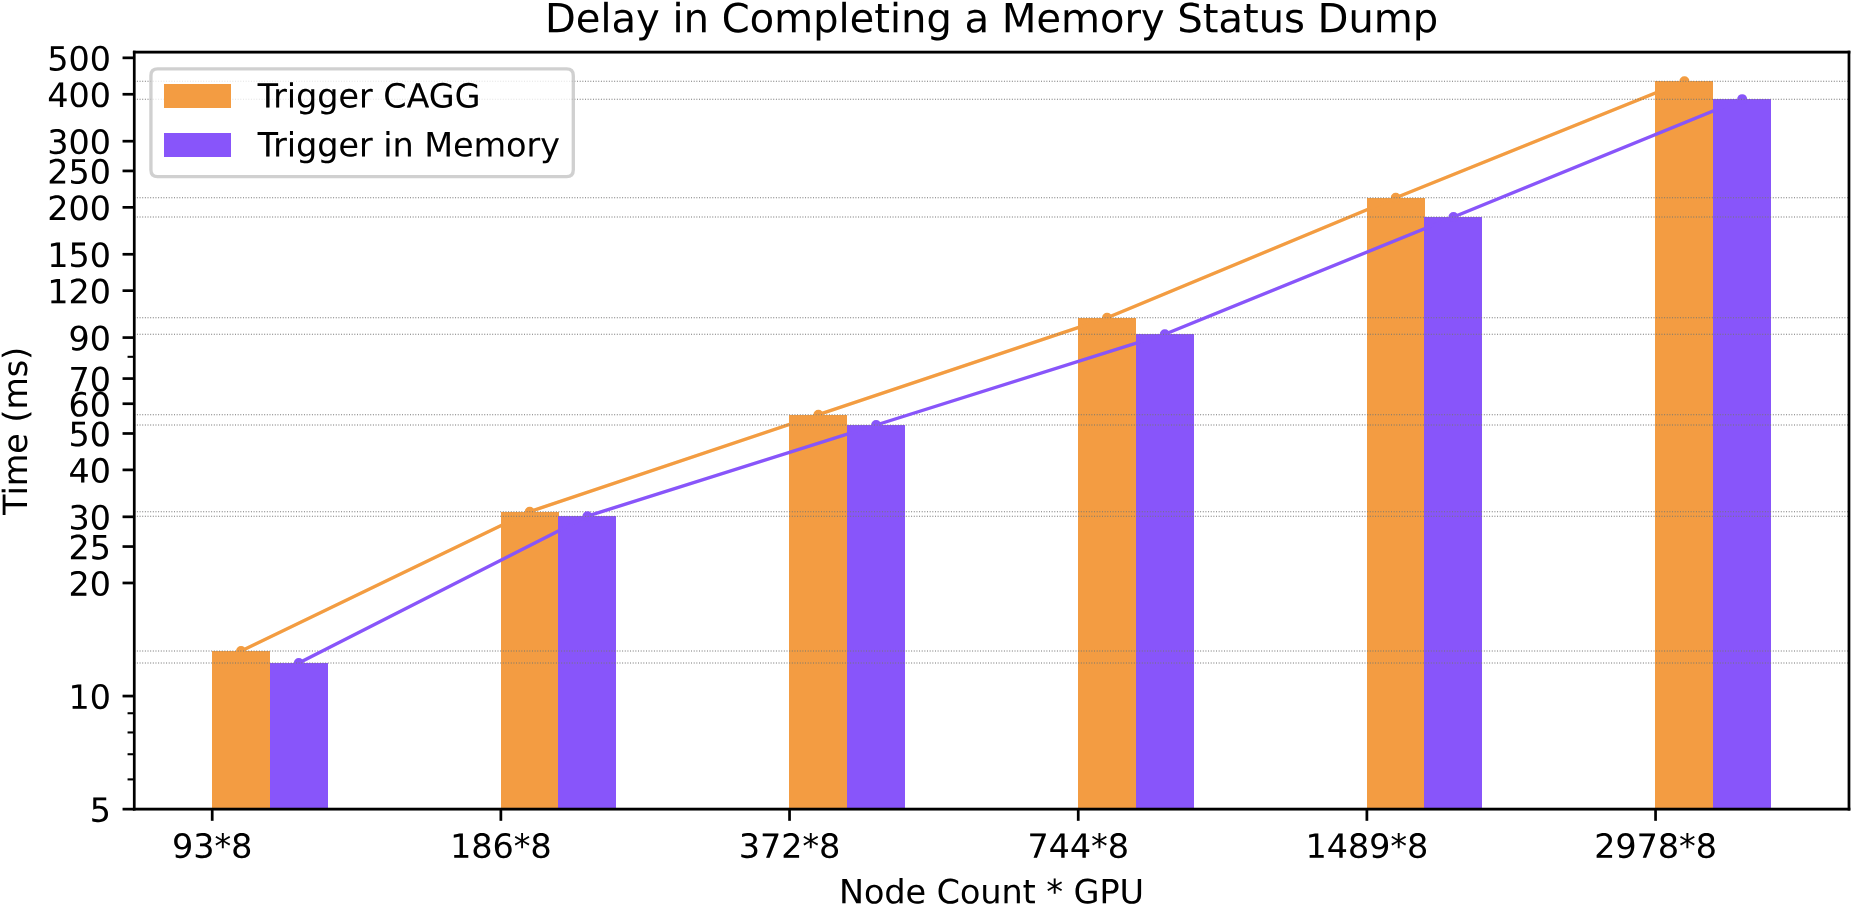 Delay in Completing a Memory Status Dump
Trigger CAGG
Trigger in Memory
Time (ms)
500
400
300
250
200
150
120
90
70
60
50
40
30
25
20
10
5
93*8 186*8 372*8 744*8 1489*8 2978*8
Node Count * GPU